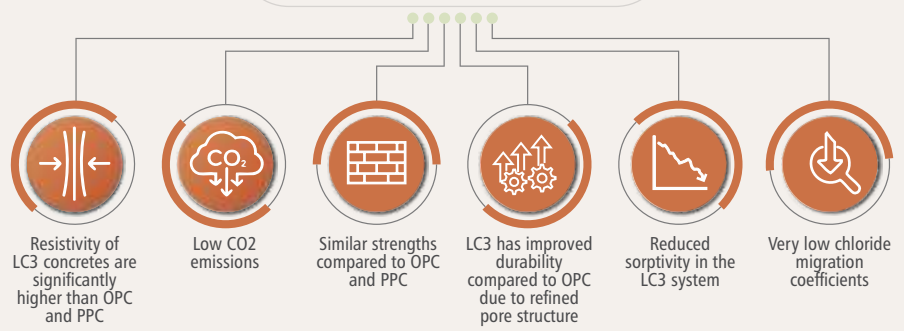 CO₂
Resistivity of
LC3 concretes are
significantly
higher than OPC
and PPC
Low CO2
emissions
Similar strengths
compared to OPC
and PPC
LC3 has improved
durability
compared to OPC
due to refined
pore structure
Reduced
sorptivity in the
LC3 system
Very low chloride
migration
coefficients